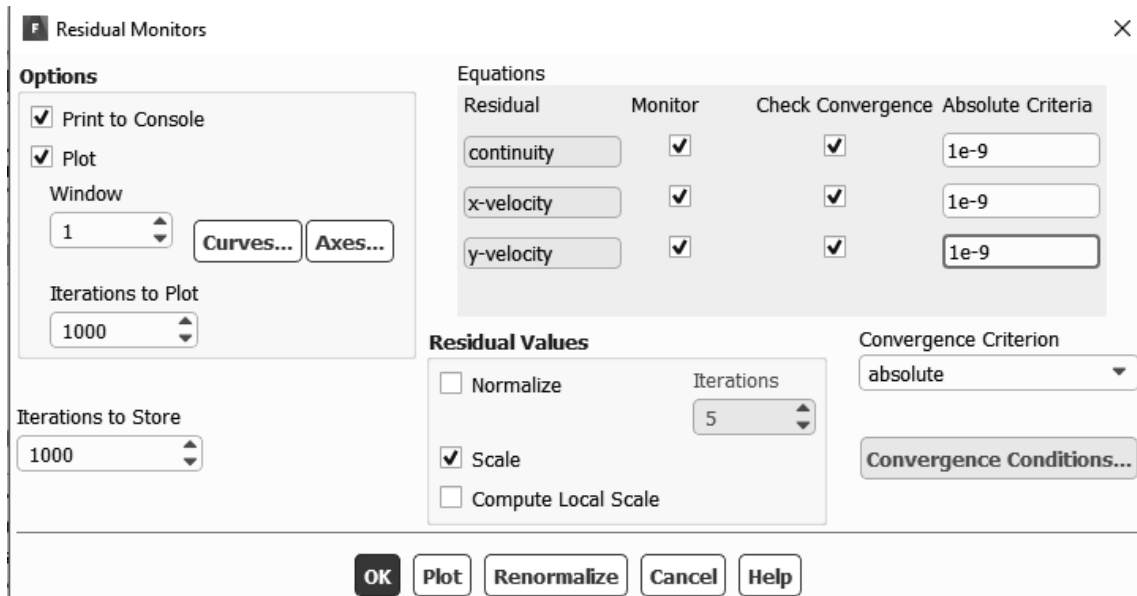 F Residual Monitors
Options
Print to Console
Plot
Window
1
Curves... Axes...
Iterations to Plot
1000
Iterations to Store
1000
Equations
Residual Monitor Check Convergence Absolute Criteria
continuity 1e-9
x-velocity 1e-9
y-velocity 1e-9
Residual Values
Normalize
Iterations
5
Scale
Compute Local Scale
Convergence Criterion
absolute
Convergence Conditions...
OK Plot Renormalize Cancel Help